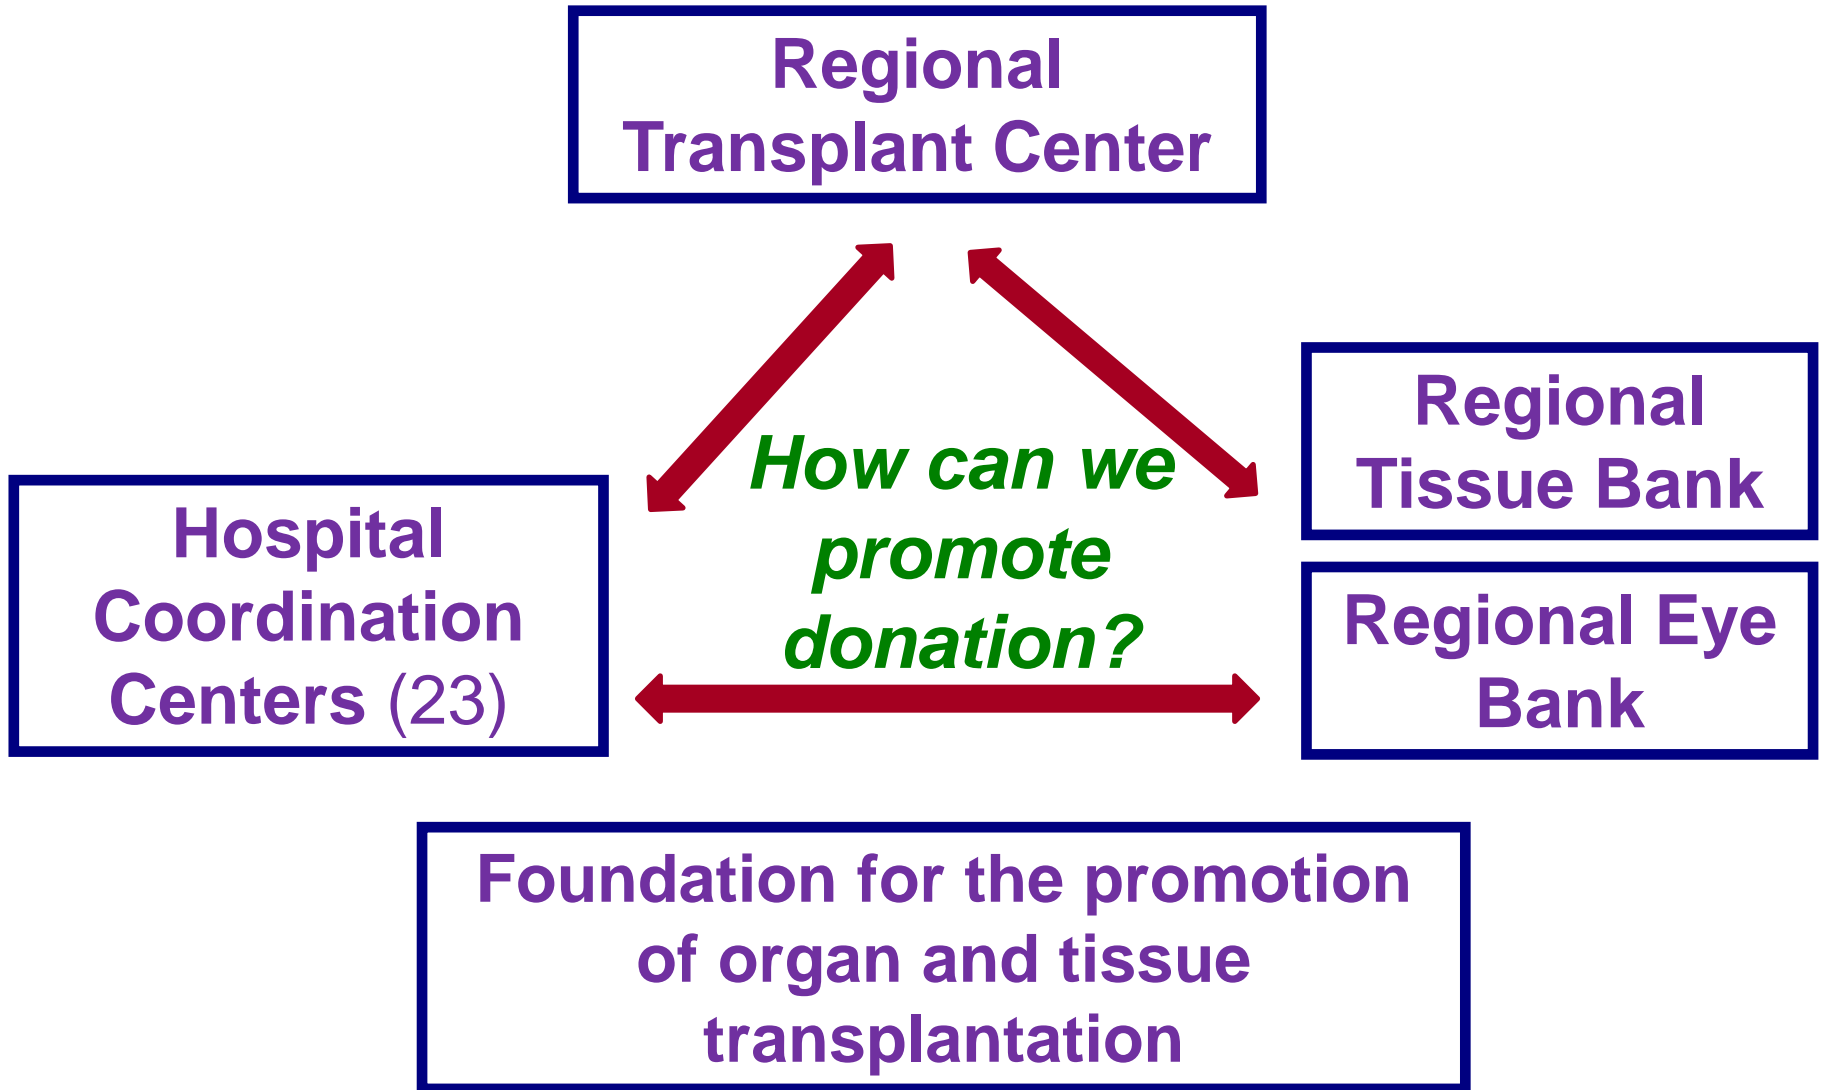 Regional
Transplant Center
Regional
Tissue Bank
How can we
promote
donation?
Hospital
Coordination
Centers (23)
Regional Eye
Bank
Foundation for the promotion
of organ and tissue
transplantation